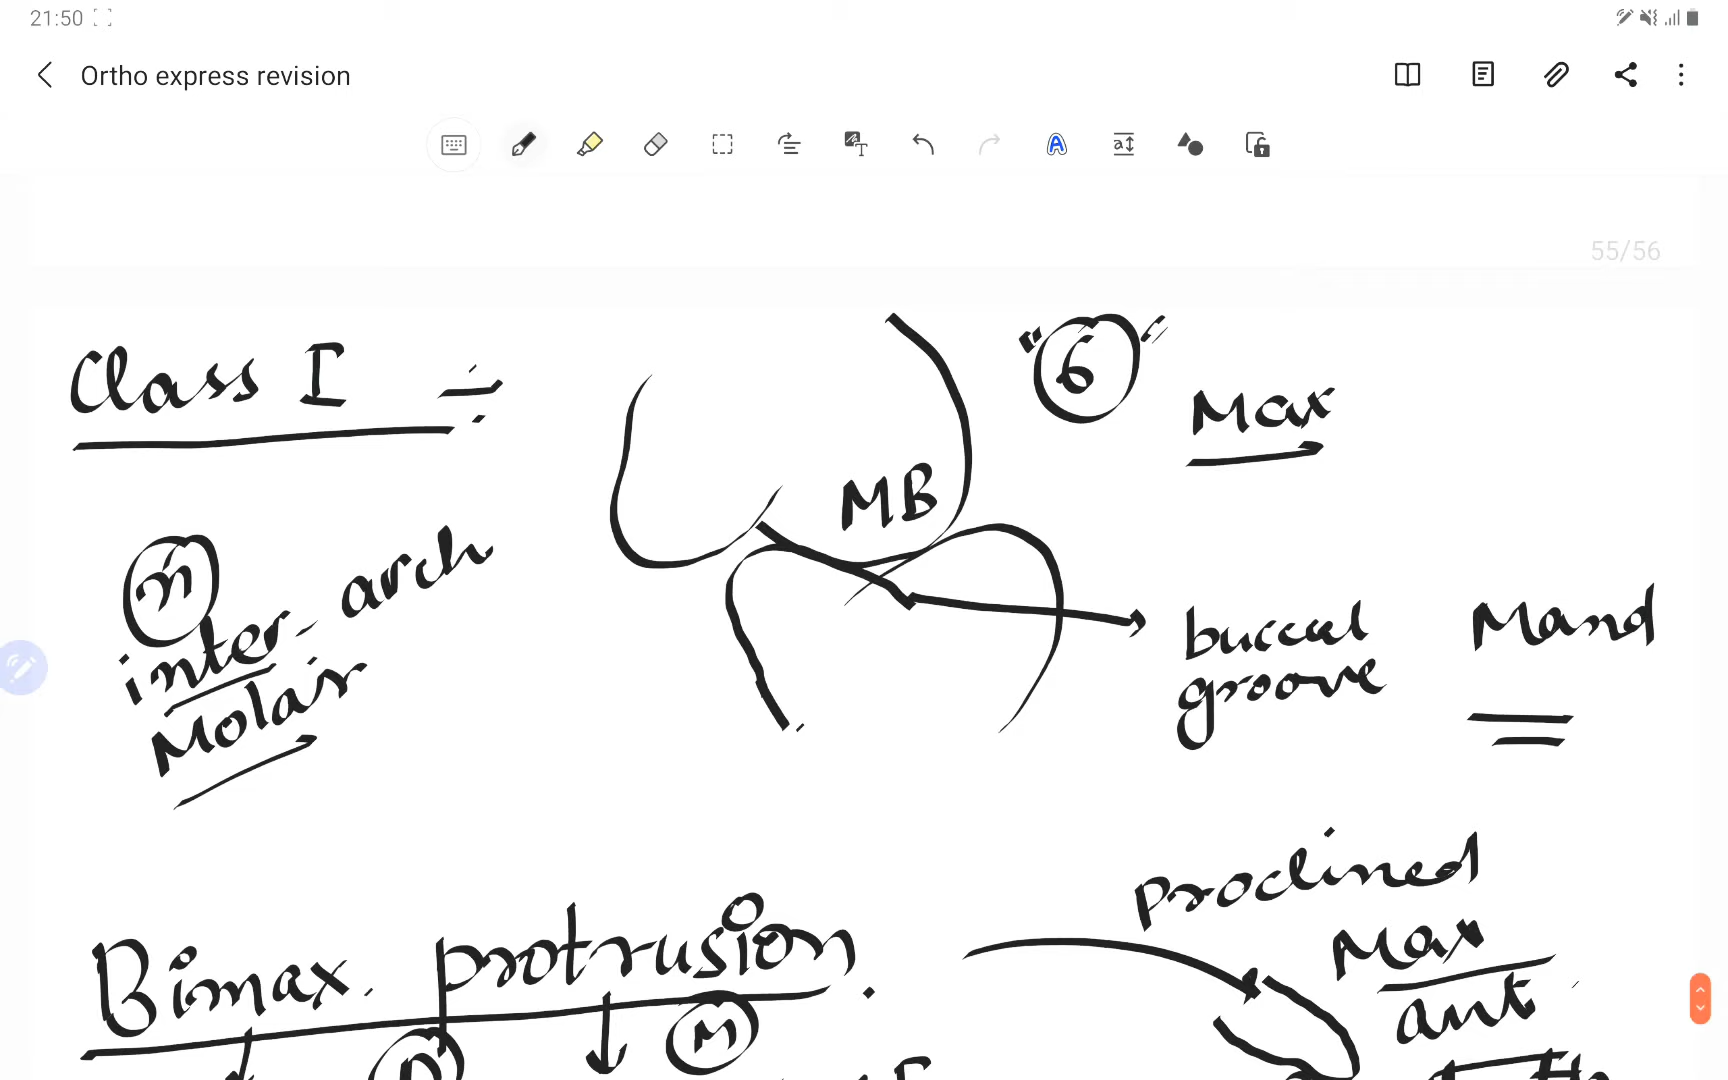 21:50
Ortho express revision
55/56
Class I ÷
"6"
Max
MB
n
inter-arch
Molar
buccal
groove
Mand
Proclined
Max
ant
Bimax. protrusion.
M